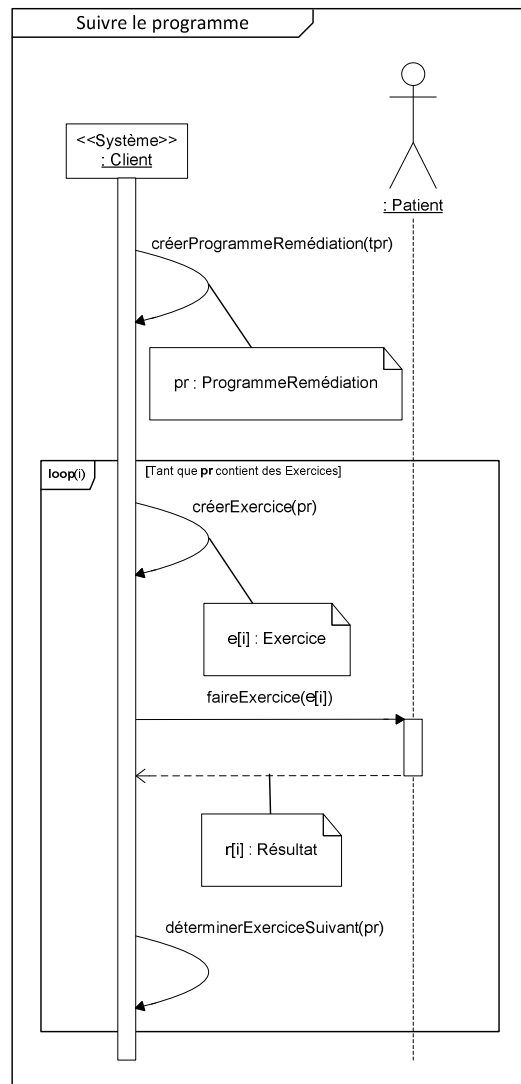 Suivre le programme
<<Système>>
: Client
: Patient
créerProgrammeRemédiation(tpr)
pr : ProgrammeRemédiation
loop(i)
[Tant que pr contient des Exercices]
créerExercice(pr)
e[i] : Exercice
faireExercice(e[i])
r[i] : Résultat
déterminerExerciceSuivant(pr)